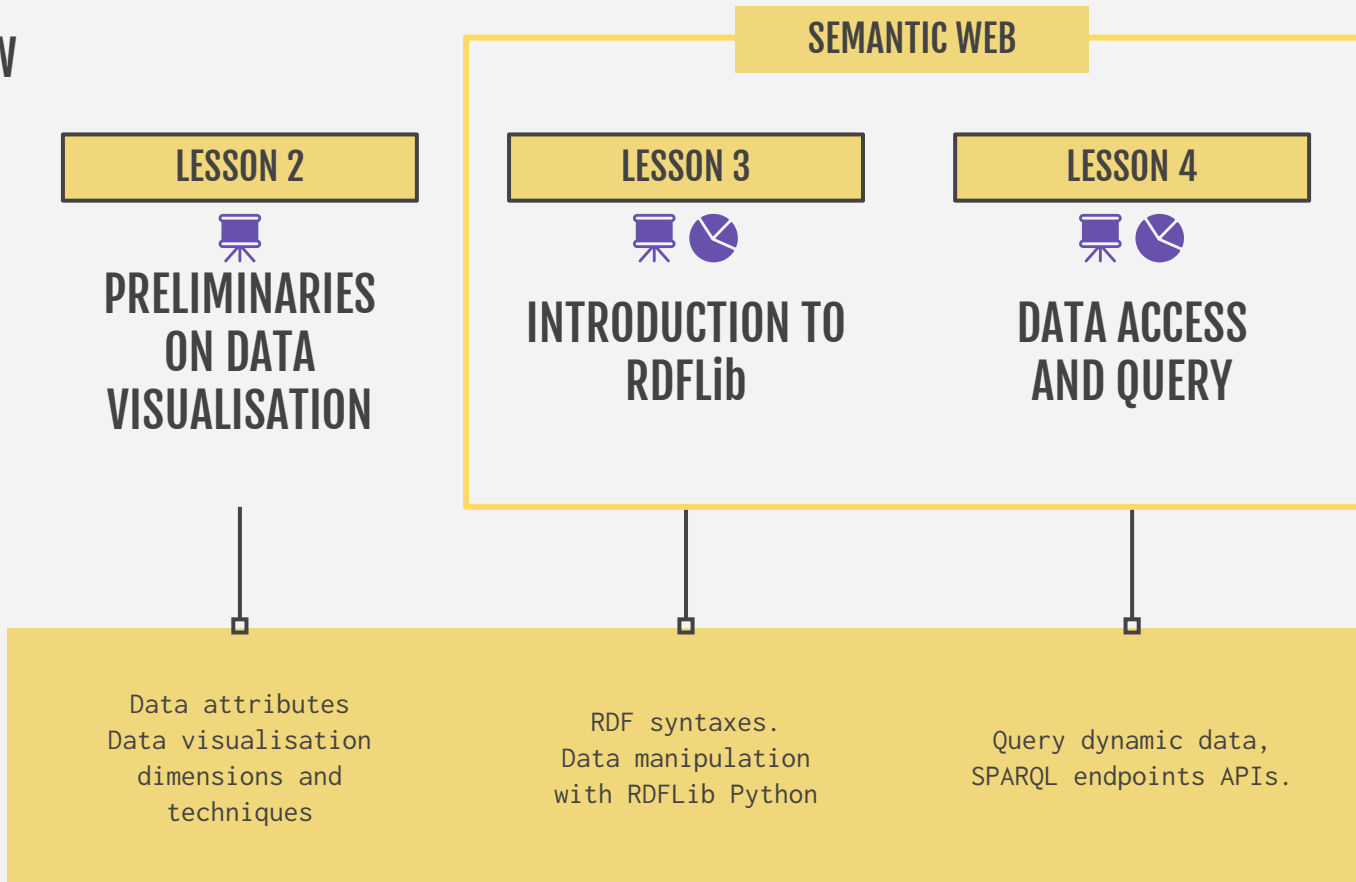 W
SEMANTIC WEB
LESSON 2
PRELIMINARIES
ON DATA
VISUALISATION
Data attributes
Data visualisation
dimensions and
techniques
LESSON 3
INTRODUCTION TO
RDFLib
RDF syntaxes.
Data manipulation
with RDFLib Python
LESSON 4
DATA ACCESS
AND QUERY
Query dynamic data,
SPARQL endpoints APIs.